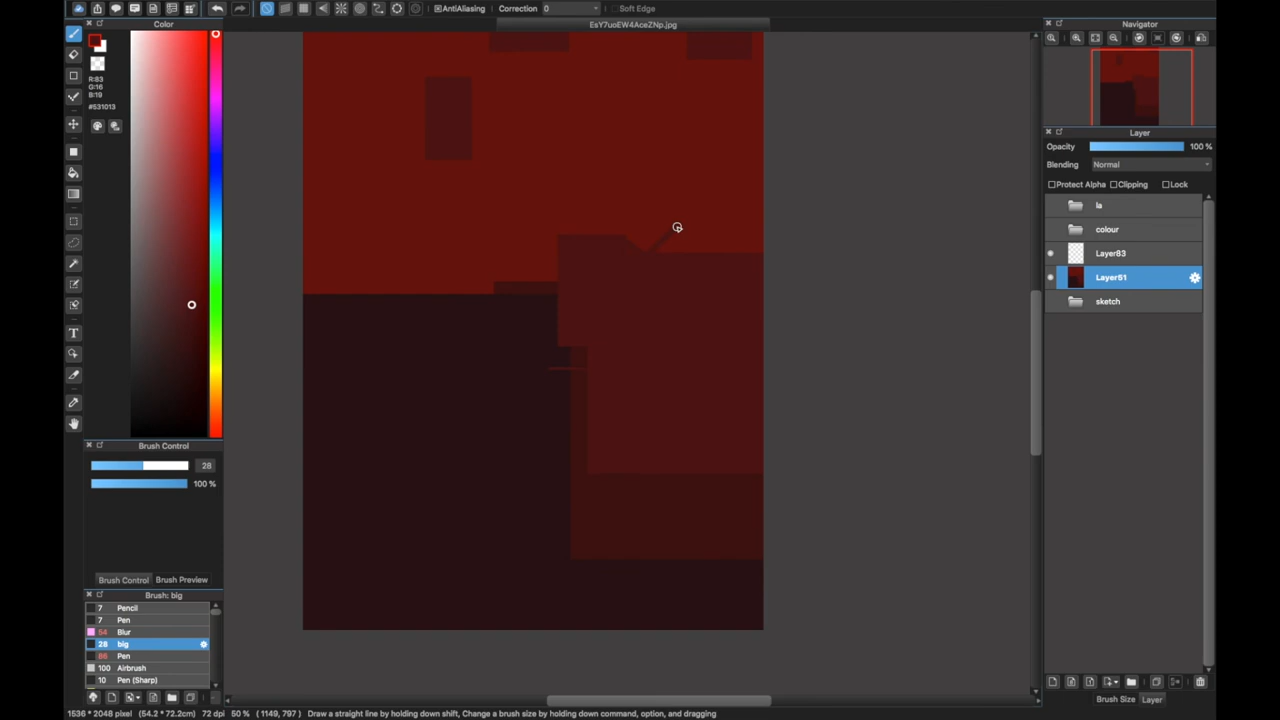 AntiAliasing Correction 0 Soft Edge
Color EsY7uoEW4AceZNp.jpg Navigator
R:83
G:16
B:19
#531013
Layer
Opacity 100 %
Blending Normal
Protect Alpha Clipping Lock
la
colour
Layer83
Layer61
sketch
Brush Control
28
100 %
Brush Control Brush Preview
Brush: big
7 Pencil
7 Pen
54 Blur
28 big
86 Pen
100 Airbrush
10 Pen (Sharp)
Brush Size Layer
1536 * 2048 pixel (54.2 * 72.2cm) 72 dpi 50 % ( 1149, 797 ) Draw a straight line by holding down shift, Change a brush size by holding down command, option, and dragging